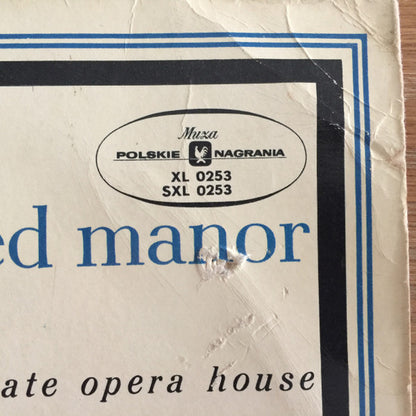 Muza
POLSKIE NAGRANIA
XL 0253
SXL 0253
ed manor
ate opera house